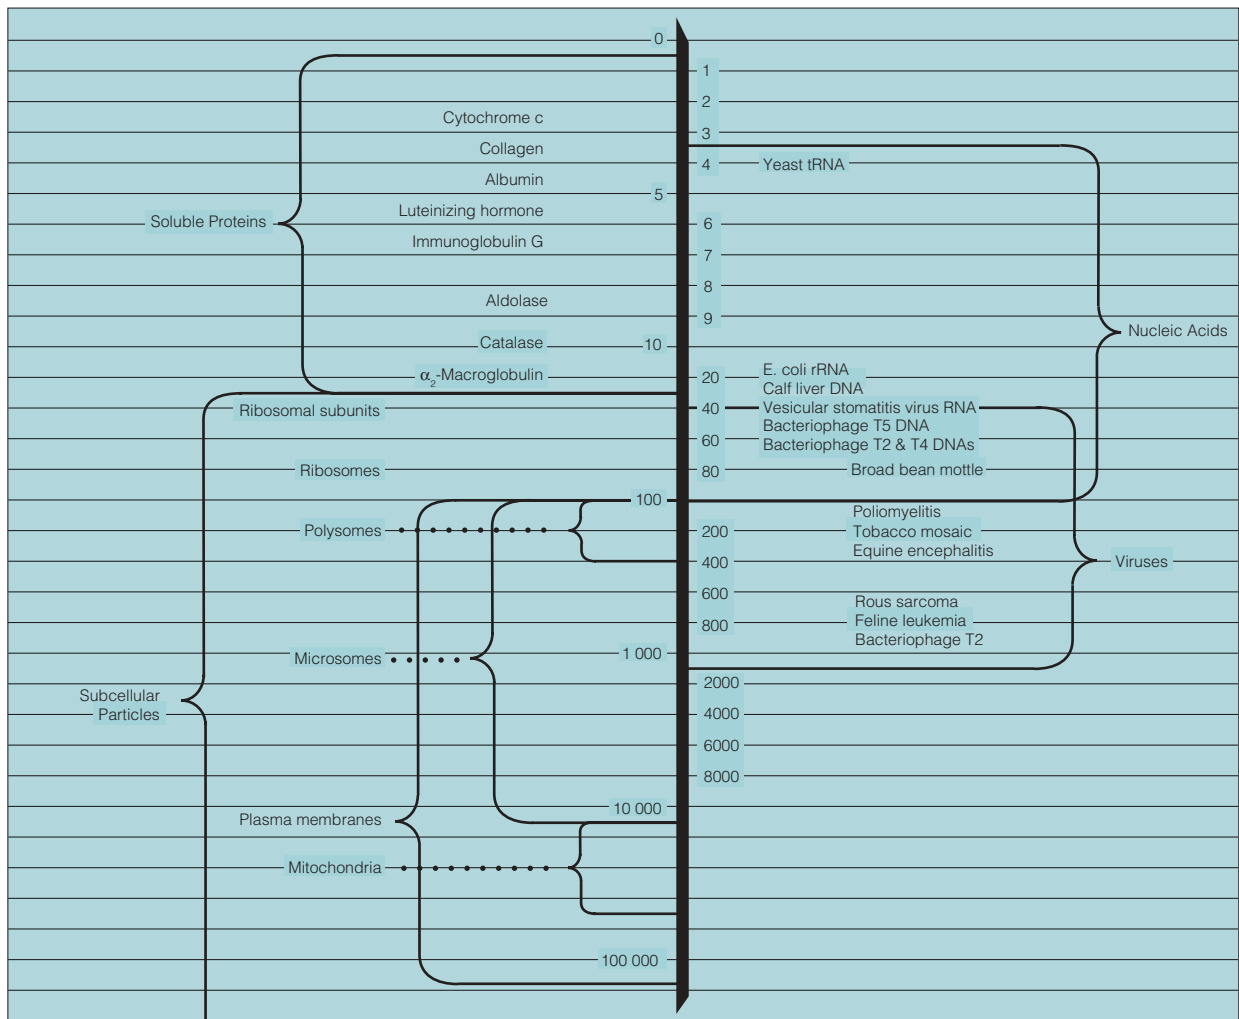 0
1
2
Cytochrome c
3
Collagen
4
Yeast tRNA
Albumin
5
Luteinizing hormone
Soluble Proteins
6
Immunoglobulin G
7
8
Aldolase
9
Nucleic Acids
Catalase
10
E. coli rRNA
α2-Macroglobulin
20
Calf liver DNA
Ribosomal subunits
40
Vesicular stomatitis virus RNA
Bacteriophage T5 DNA
60
Bacteriophage T2 & T4 DNAs
Ribosomes
80
Broad bean mottle
100
Poliomyelitis
Polysomes
200
Tobacco mosaic
Equine encephalitis
400
Viruses
600
Rous sarcoma
Feline leukemia
800
Bacteriophage T2
Microsomes
1 000
2000
Subcellular
Particles
4000
6000
8000
10 000
Plasma membranes
Mitochondria
100 000